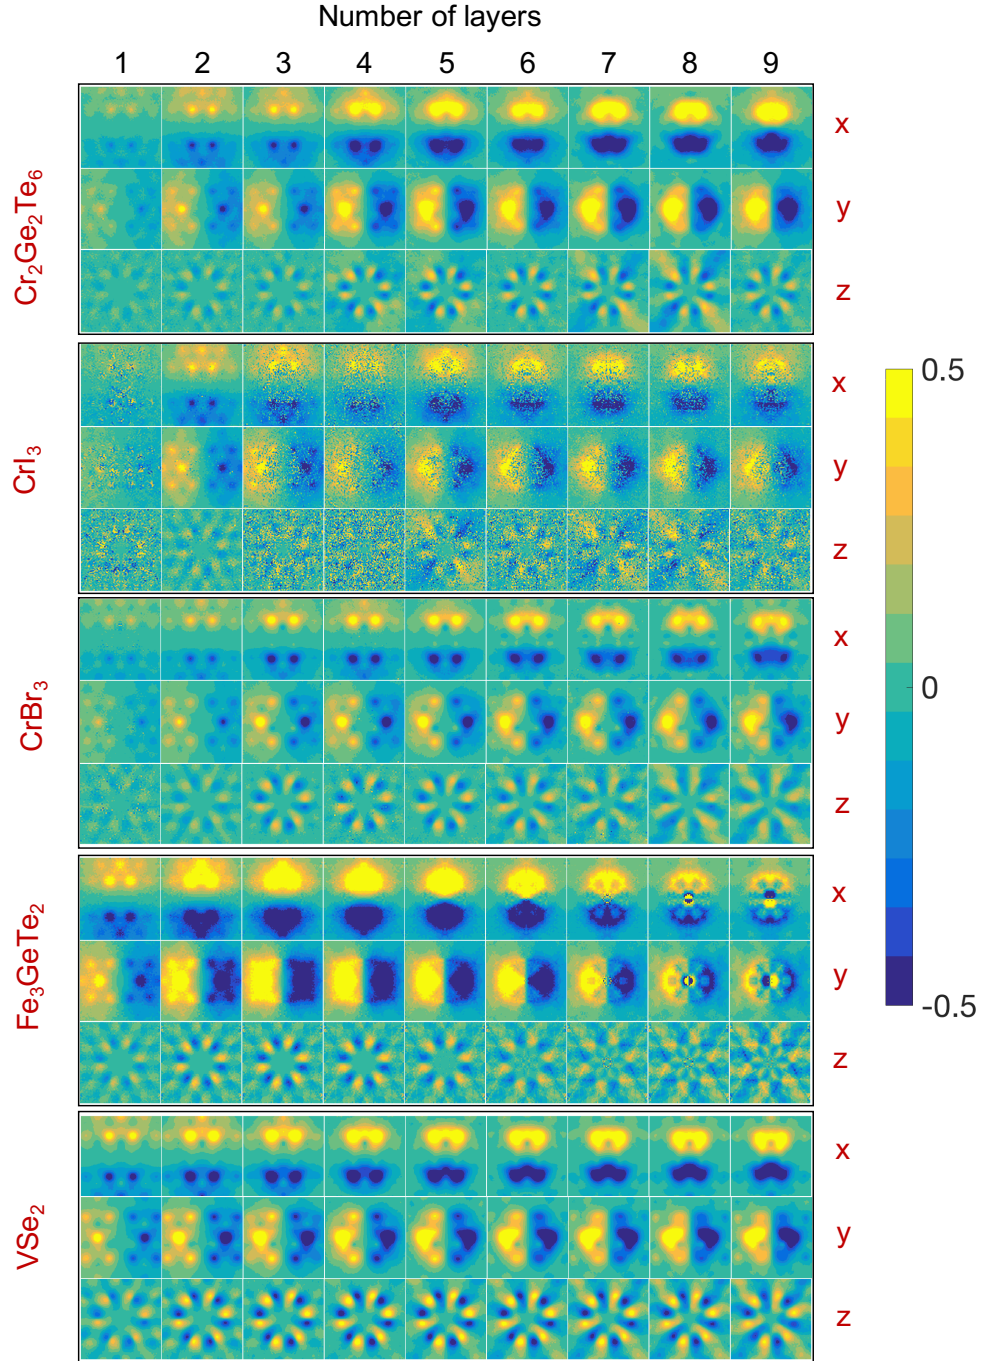 Number of layers
1 2 3 4 5 6 7 8 9
Cr₂Ge₂Te₆
x
y
z
CrI₃
x
y
z
0.5
0
-0.5
CrBr₃
x
y
z
Fe₃GeTe₂
x
y
z
VSe₂
x
y
z